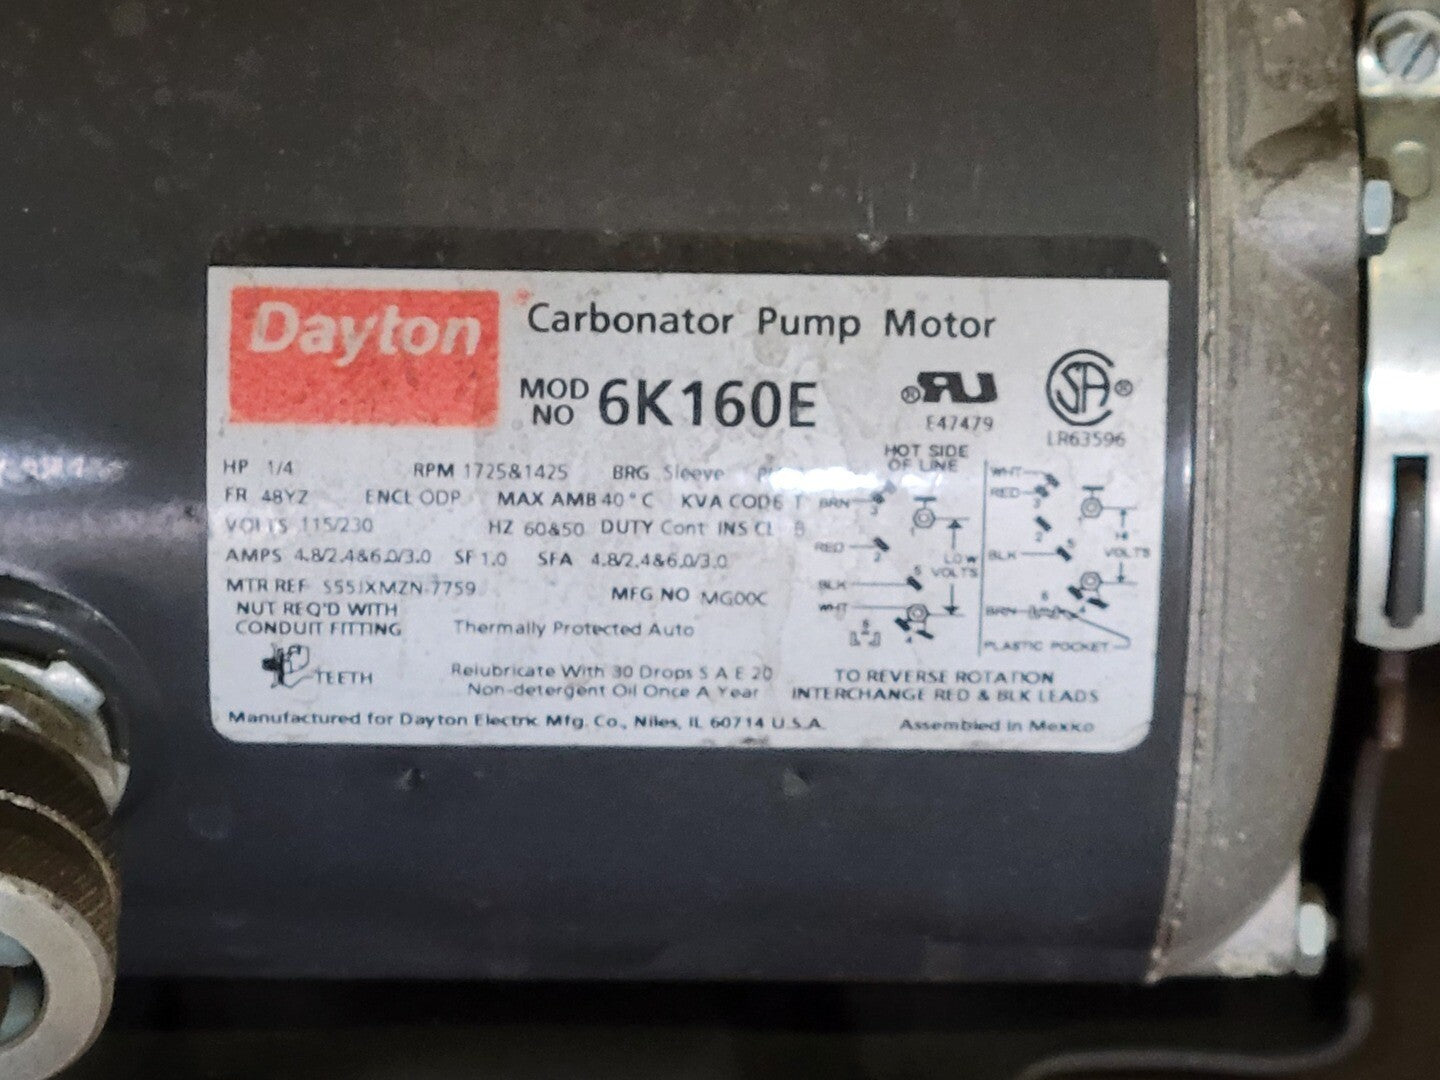 Dayton® Carbonator Pump Motor
MOD NO 6K160E
E47479
LR63596
HP 1/4 RPM 1725&1425 BRG Sleeve
FR 48YZ ENCL ODP MAX AMB 40°C KVA CODE T
VOLTS 115/230 HZ 60&50 DUTY Cont INS CL B
AMPS 4.8/2.4&6.0/3.0 SF 1.0 SFA 4.8/2.4&6.0/3.0
MTR REF S55JXMZN-7759 MFG NO MG00C
NUT REQ'D WITH
CONDUIT FITTING
Thermally Protected Auto
TEETH
Relubricate With 30 Drops S A E 20
Non-detergent Oil Once A Year
HOT SIDE
OF LINE
BRN
RED
BLK
WHT
LOW
VOLTS
WHT
RED
BLK
BRN
VOLTS
PLASTIC POCKET
TO REVERSE ROTATION
INTERCHANGE RED & BLK LEADS
Manufactured for Dayton Electric Mfg. Co., Niles, IL 60714 U.S.A. Assembled in Mexico